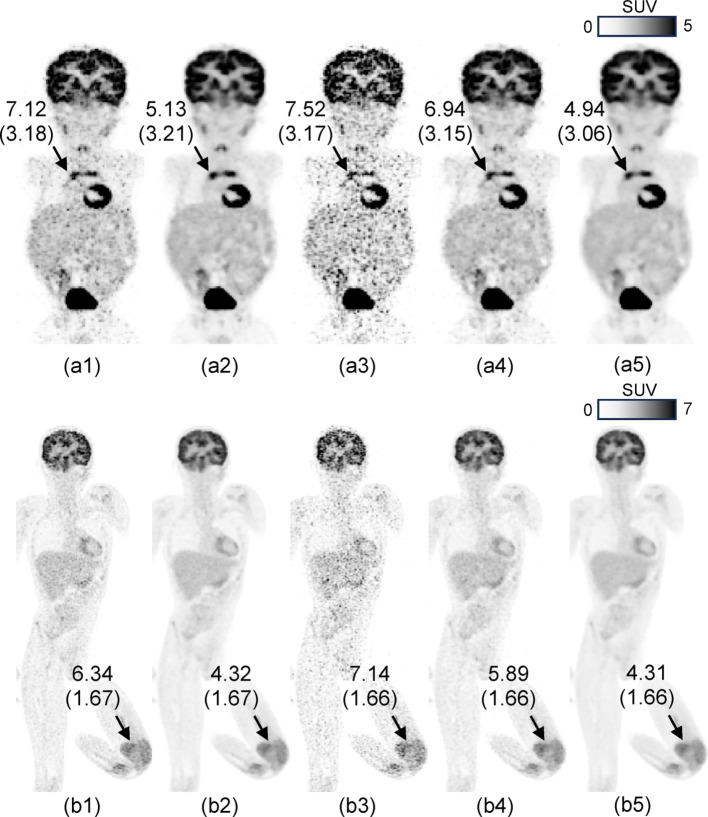 SUV
0 5
7.12 5.13 7.52 6.94 4.94
(3.18) (3.21) (3.17) (3.15) (3.06)
(a1) (a2) (a3) (a4) (a5)
SUV
0 7
6.34 4.32 7.14 5.89 4.31
(1.67) (1.67) (1.66) (1.66) (1.66)
(b1) (b2) (b3) (b4) (b5)